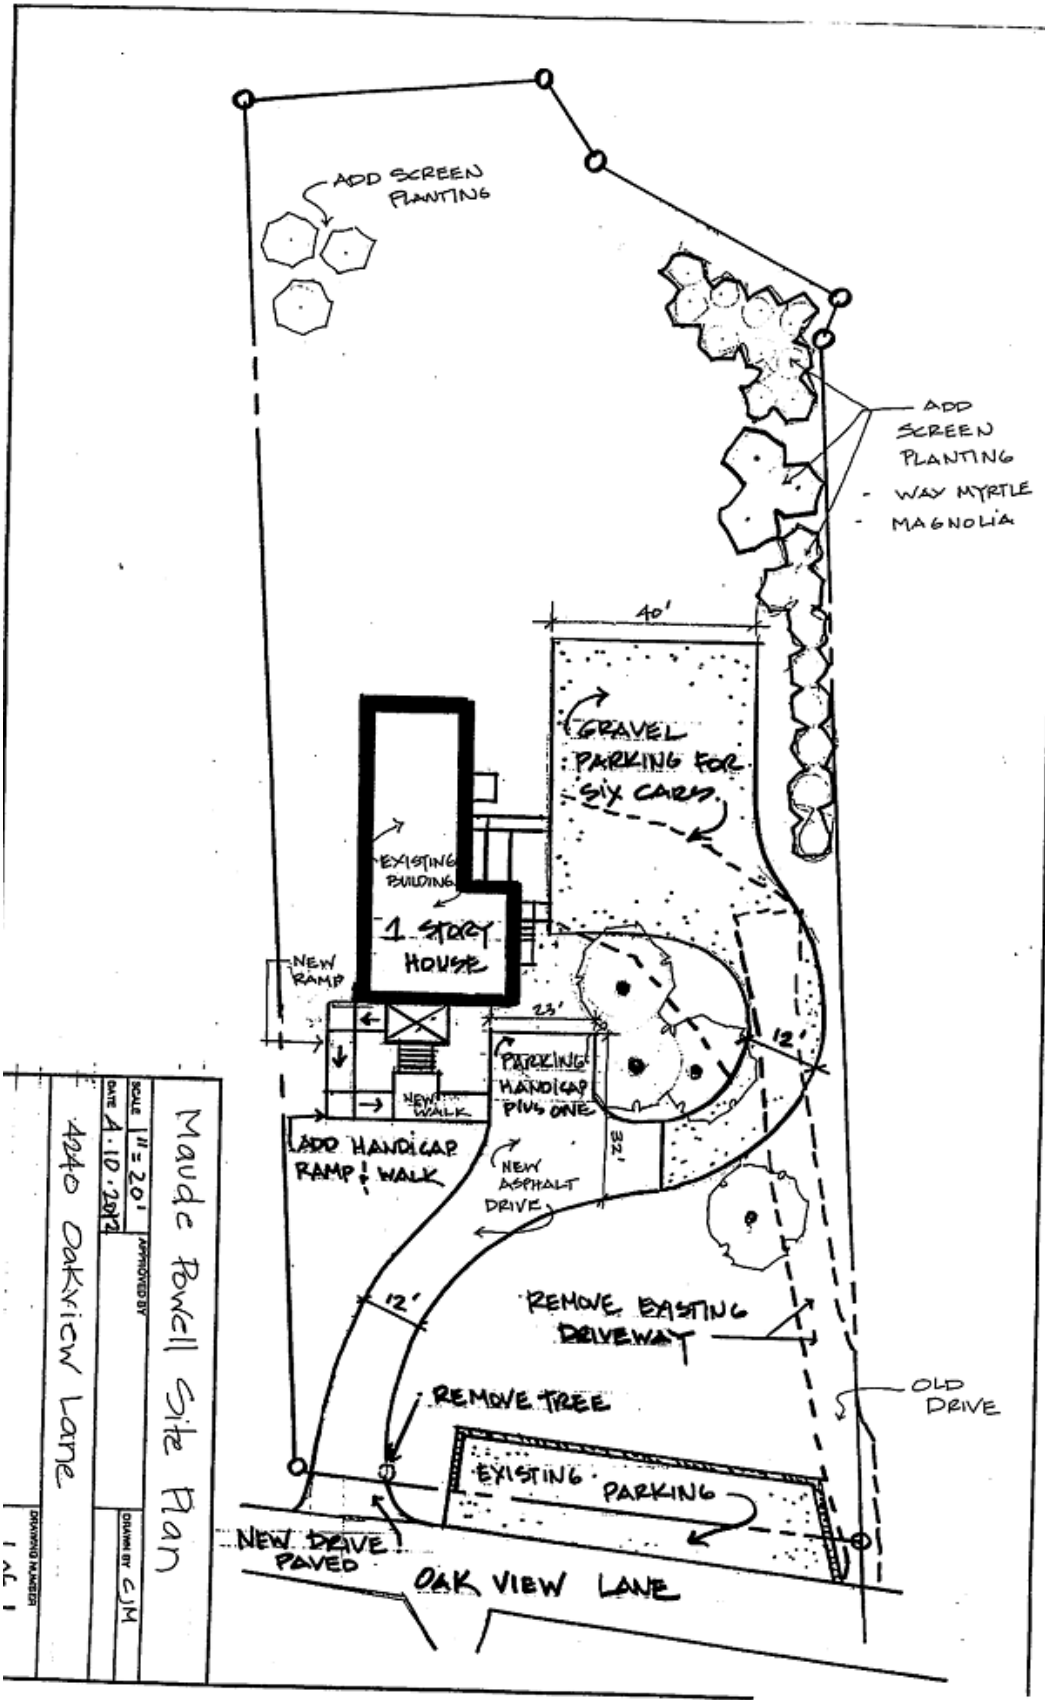 ADD SCREEN
PLANTING
ADD
SCREEN
PLANTING
- WAX MYRTLE
- MAGNOLIA
40'
GRAVEL
PARKING FOR
SIX CARS
EXISTING
BUILDING
1 STORY
HOUSE
NEW
RAMP
23'
12'
PARKING
HANDICAP
PLUS ONE
NEW
WALK
32'
ADD HANDICAP
RAMP & WALK
NEW
ASPHALT
DRIVE
12'
REMOVE EXISTING
DRIVEWAY
OLD
DRIVE
REMOVE TREE
EXISTING
PARKING
NEW DRIVE
PAVED
OAK VIEW LANE
Maude Powell Site Plan
SCALE 1" = 20'
APPROVED BY
DRAWN BY CJM
DATE 4.10.2012
4240 Oakview Lane
DRAWING NUMBER